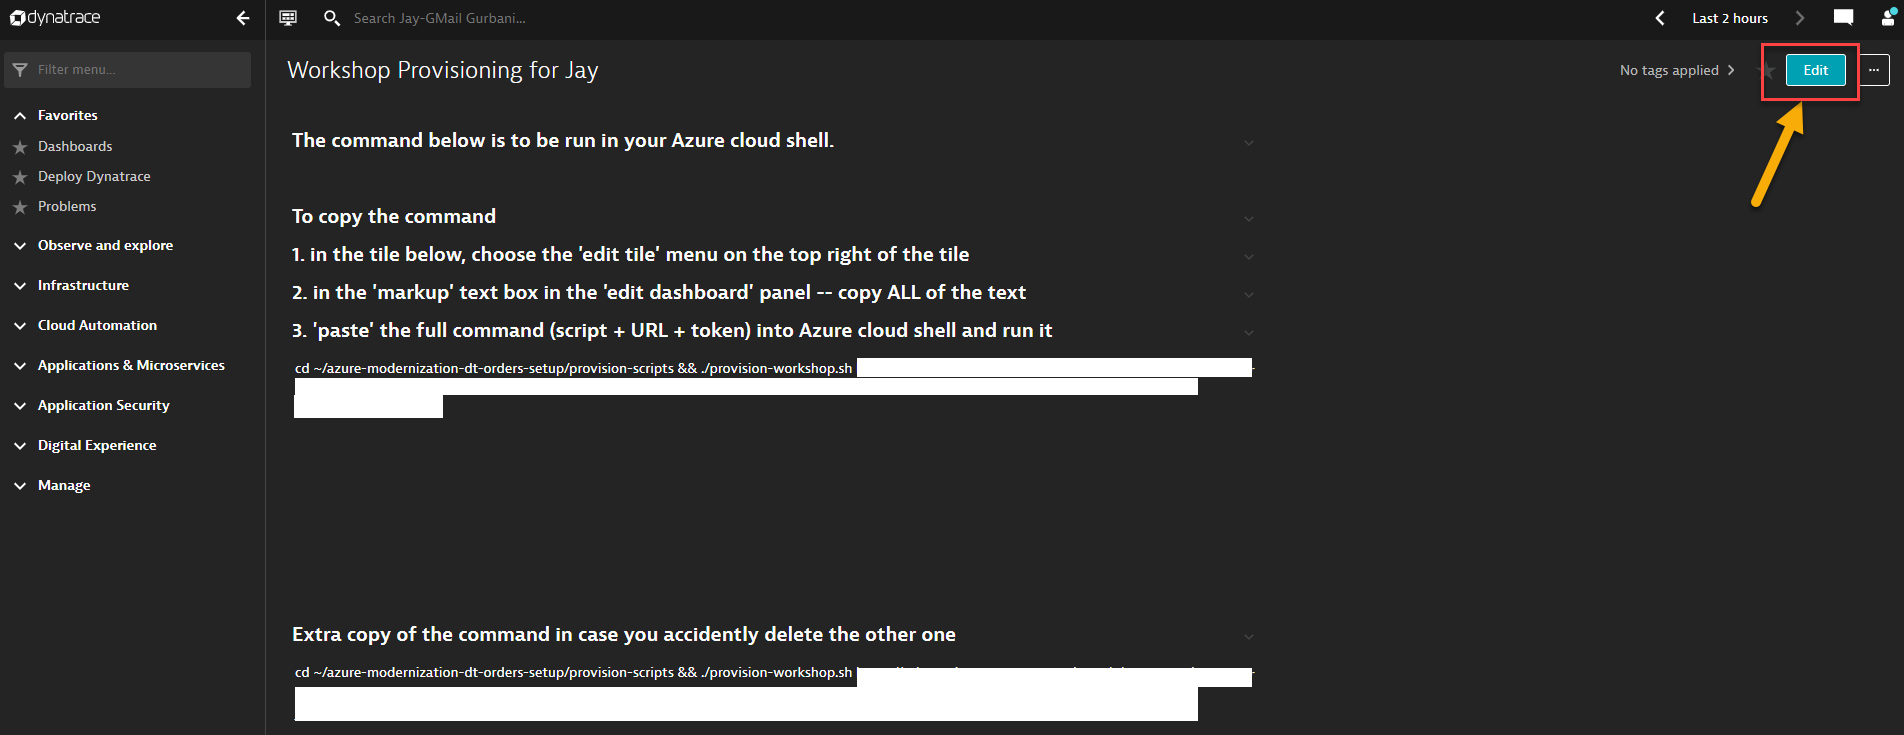 dynatrace
Search Jay-GMail Gurbani...
Last 2 hours
Filter menu...
Favorites
Dashboards
Deploy Dynatrace
Problems
Observe and explore
Infrastructure
Cloud Automation
Applications & Microservices
Application Security
Digital Experience
Manage
Workshop Provisioning for Jay
No tags applied
Edit
...
The command below is to be run in your Azure cloud shell.
To copy the command
1. in the tile below, choose the 'edit tile' menu on the top right of the tile
2. in the 'markup' text box in the 'edit dashboard' panel -- copy ALL of the text
3. 'paste' the full command (script + URL + token) into Azure cloud shell and run it
cd ~/azure-modernization-dt-orders-setup/provision-scripts && ./provision-workshop.sh
Extra copy of the command in case you accidently delete the other one
cd ~/azure-modernization-dt-orders-setup/provision-scripts && ./provision-workshop.sh